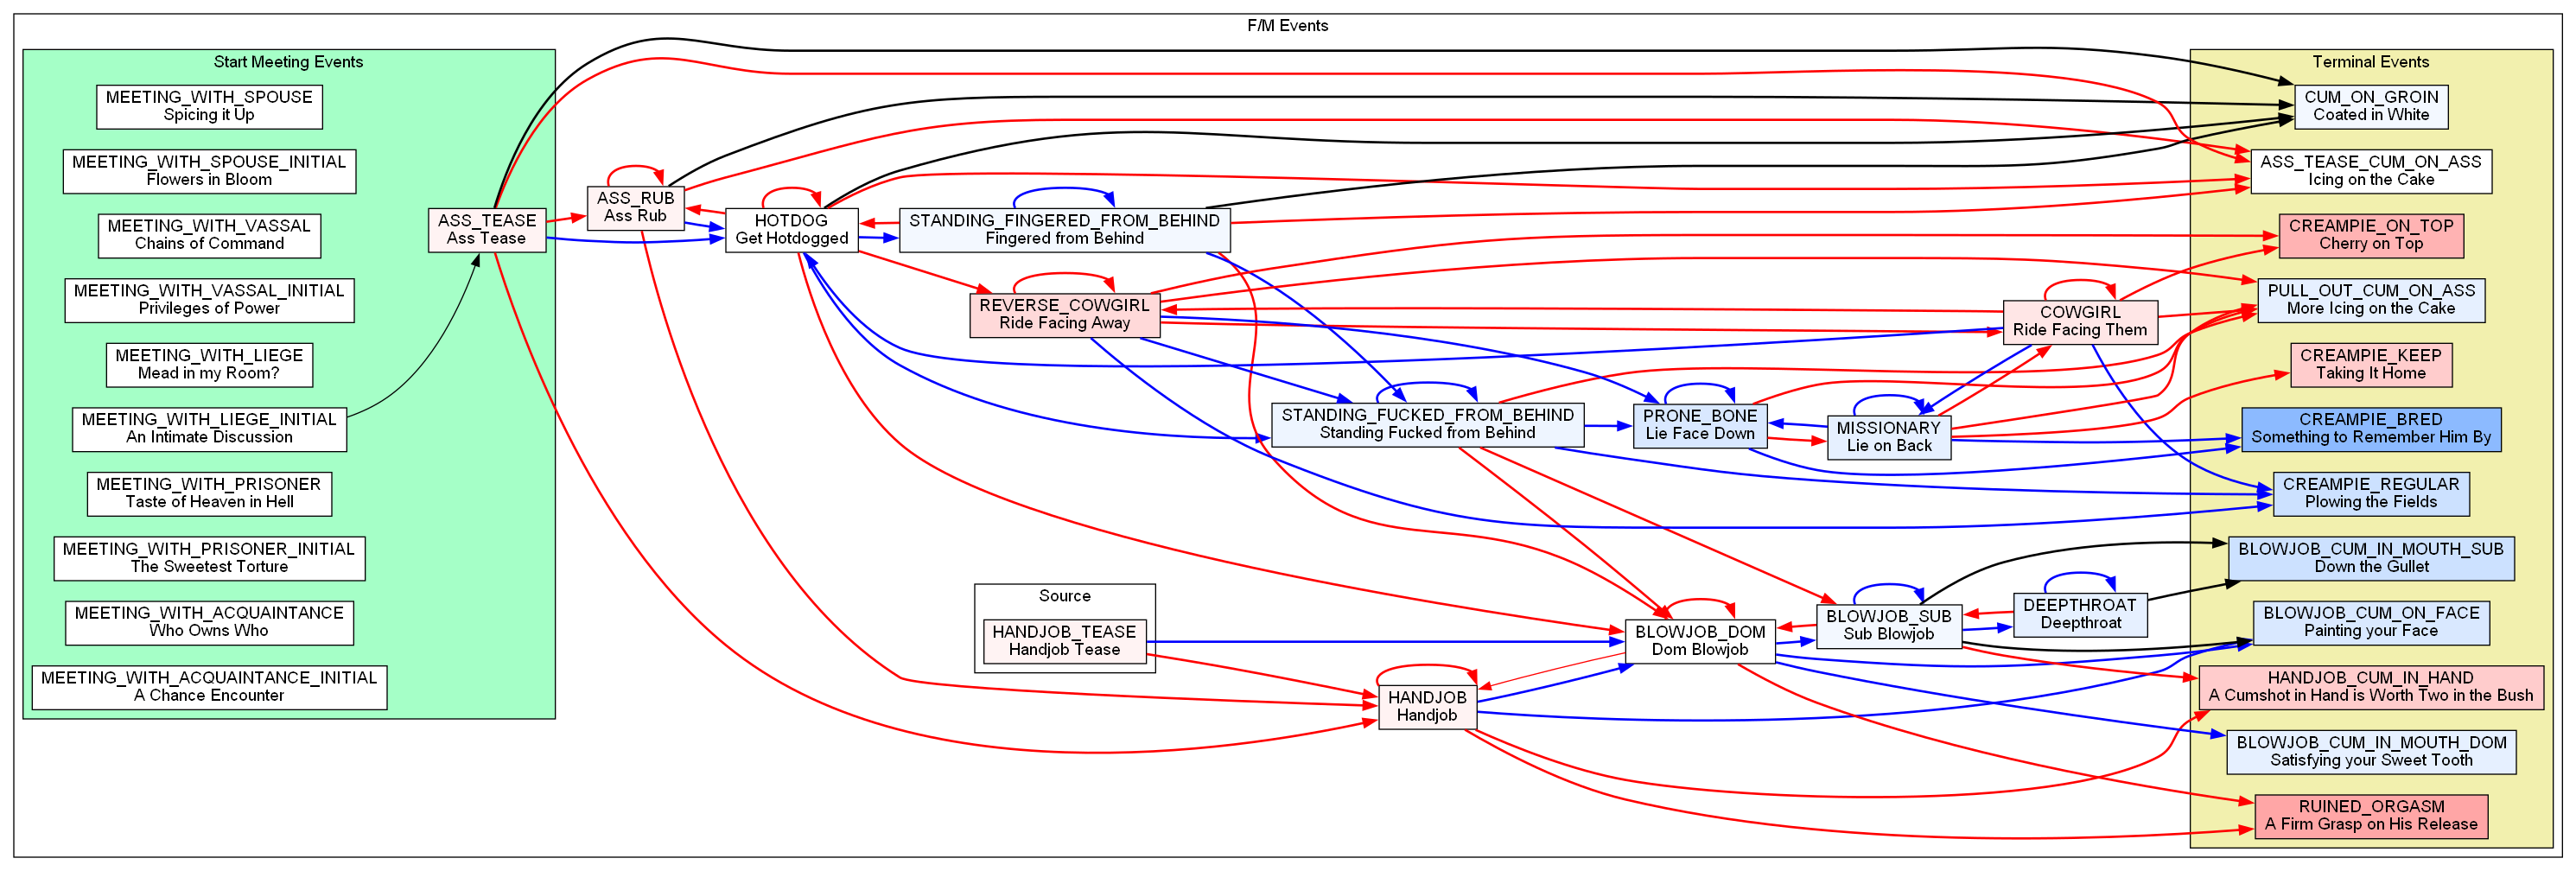 F/M Events
Start Meeting Events
MEETING_WITH_SPOUSE
Spicing it Up
MEETING_WITH_SPOUSE_INITIAL
Flowers in Bloom
MEETING_WITH_VASSAL
Chains of Command
MEETING_WITH_VASSAL_INITIAL
Privileges of Power
MEETING_WITH_LIEGE
Mead in my Room?
MEETING_WITH_LIEGE_INITIAL
An Intimate Discussion
MEETING_WITH_PRISONER
Taste of Heaven in Hell
MEETING_WITH_PRISONER_INITIAL
The Sweetest Torture
MEETING_WITH_ACQUAINTANCE
Who Owns Who
MEETING_WITH_ACQUAINTANCE_INITIAL
A Chance Encounter
ASS_TEASE
Ass Tease
ASS_RUB
Ass Rub
HOTDOG
Get Hotdogged
STANDING_FINGERED_FROM_BEHIND
Fingered from Behind
REVERSE_COWGIRL
Ride Facing Away
Source
HANDJOB_TEASE
Handjob Tease
STANDING_FUCKED_FROM_BEHIND
Standing Fucked from Behind
HANDJOB
Handjob
PRONE_BONE
Lie Face Down
BLOWJOB_DOM
Dom Blowjob
MISSIONARY
Lie on Back
BLOWJOB_SUB
Sub Blowjob
COWGIRL
Ride Facing Them
DEEPTHROAT
Deepthroat
Terminal Events
CUM_ON_GROIN
Coated in White
ASS_TEASE_CUM_ON_ASS
Icing on the Cake
CREAMPIE_ON_TOP
Cherry on Top
PULL_OUT_CUM_ON_ASS
More Icing on the Cake
CREAMPIE_KEEP
Taking It Home
CREAMPIE_BRED
Something to Remember Him By
CREAMPIE_REGULAR
Plowing the Fields
BLOWJOB_CUM_IN_MOUTH_SUB
Down the Gullet
BLOWJOB_CUM_ON_FACE
Painting your Face
HANDJOB_CUM_IN_HAND
A Cumshot in Hand is Worth Two in the Bush
BLOWJOB_CUM_IN_MOUTH_DOM
Satisfying your Sweet Tooth
RUINED_ORGASM
A Firm Grasp on His Release